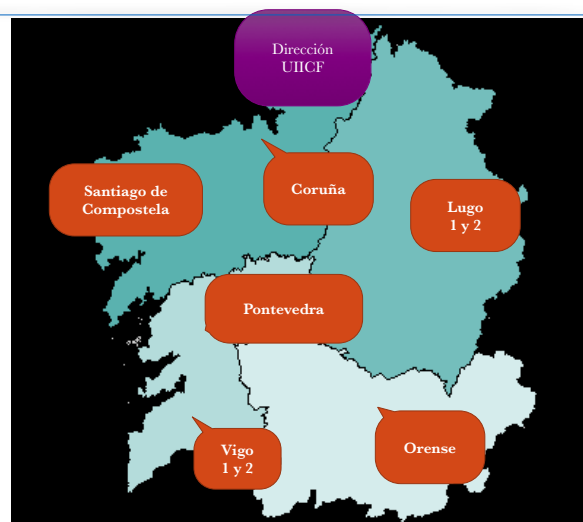 Dirección
UIICF
Santiago de
Compostela
Coruña
Lugo
1 y 2
Pontevedra
Vigo
1 y 2
Orense